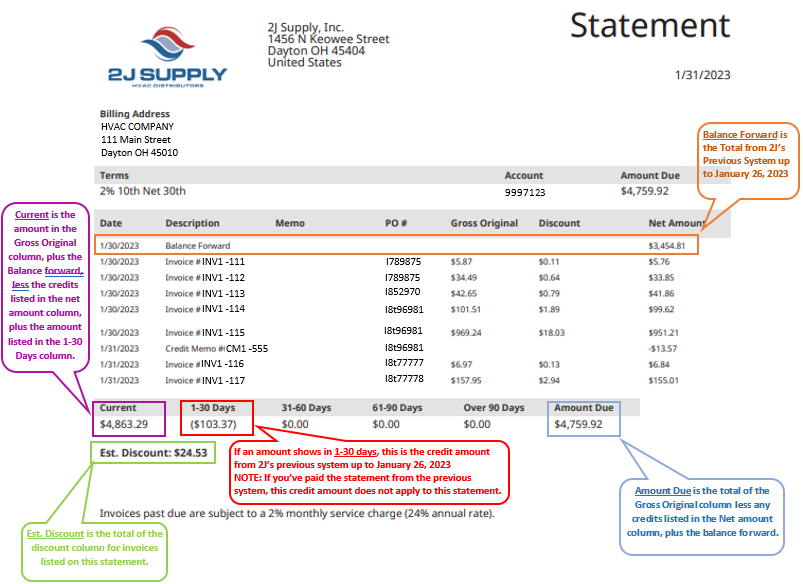 2J SUPPLY
HVAC DISTRIBUTORS
2J Supply, Inc.
1456 N Keowee Street
Dayton OH 45404
United States
Statement
1/31/2023
Billing Address
HVAC COMPANY
111 Main Street
Dayton OH 45010
Balance Forward is
the Total from 2J's
Previous System up
to January 26, 2023
Terms Account Amount Due
2% 10th Net 30th 9997123 $4,759.92
Current is the
amount in the
Gross Original
column, plus the
Balance forward,
less the credits
listed in the net
amount column,
plus the amount
listed in the 1-30
Days column.
Date Description Memo PO # Gross Original Discount Net Amount
1/30/2023 Balance Forward $3,454.81
1/30/2023 Invoice #INV1 -111 I789875 $5.87 $0.11 $5.76
1/30/2023 Invoice #INV1 -112 I789875 $34.49 $0.64 $33.85
1/30/2023 Invoice #INV1 -113 I852970 $42.65 $0.79 $41.86
1/30/2023 Invoice #INV1 -114 I8t96981 $101.51 $1.89 $99.62
1/30/2023 Invoice #INV1 -115 I8t96981 $969.24 $18.03 $951.21
1/31/2023 Credit Memo #CM1 -555 I8t96981 -$13.57
1/31/2023 Invoice #INV1 -116 I8t77777 $6.97 $0.13 $6.84
1/31/2023 Invoice #INV1 -117 I8t77778 $157.95 $2.94 $155.01
Current 1-30 Days 31-60 Days 61-90 Days Over 90 Days Amount Due
$4,863.29 ($103.37) $0.00 $0.00 $0.00 $4,759.92
Est. Discount: $24.53
If an amount shows in 1-30 days, this is the credit amount
from 2J's previous system up to January 26, 2023
NOTE: If you've paid the statement from the previous
system, this credit amount does not apply to this statement.
Invoices past due are subject to a 2% monthly service charge (24% annual rate).
Amount Due is the total of the
Gross Original column less any
credits listed in the Net amount
column, plus the balance forward.
Est. Discount is the total of the
discount column for invoices
listed on this statement.